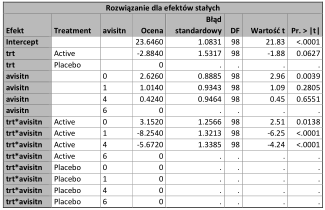 Rozwiązanie dla efektów stałych
Efekt Treatment avisitn Ocena Błąd standardowy DF Wartość t Pr. > |t|
Intercept 23.6460 1.0831 98 21.83 <.0001
trt Active -2.8840 1.5317 98 -1.88 0.0627
trt Placebo 0 . . . .
avisitn 0 2.6260 0.8885 98 2.96 0.0039
avisitn 1 1.0140 0.9343 98 1.09 0.2805
avisitn 4 0.4240 0.9464 98 0.45 0.6551
avisitn 6 0 . . . .
trt*avisitn Active 0 3.1520 1.2566 98 2.51 0.0138
trt*avisitn Active 1 -8.2540 1.3213 98 -6.25 <.0001
trt*avisitn Active 4 -5.6720 1.3385 98 -4.24 <.0001
trt*avisitn Active 6 0 . . . .
trt*avisitn Placebo 0 0 . . . .
trt*avisitn Placebo 1 0 . . . .
trt*avisitn Placebo 4 0 . . . .
trt*avisitn Placebo 6 0 . . . .